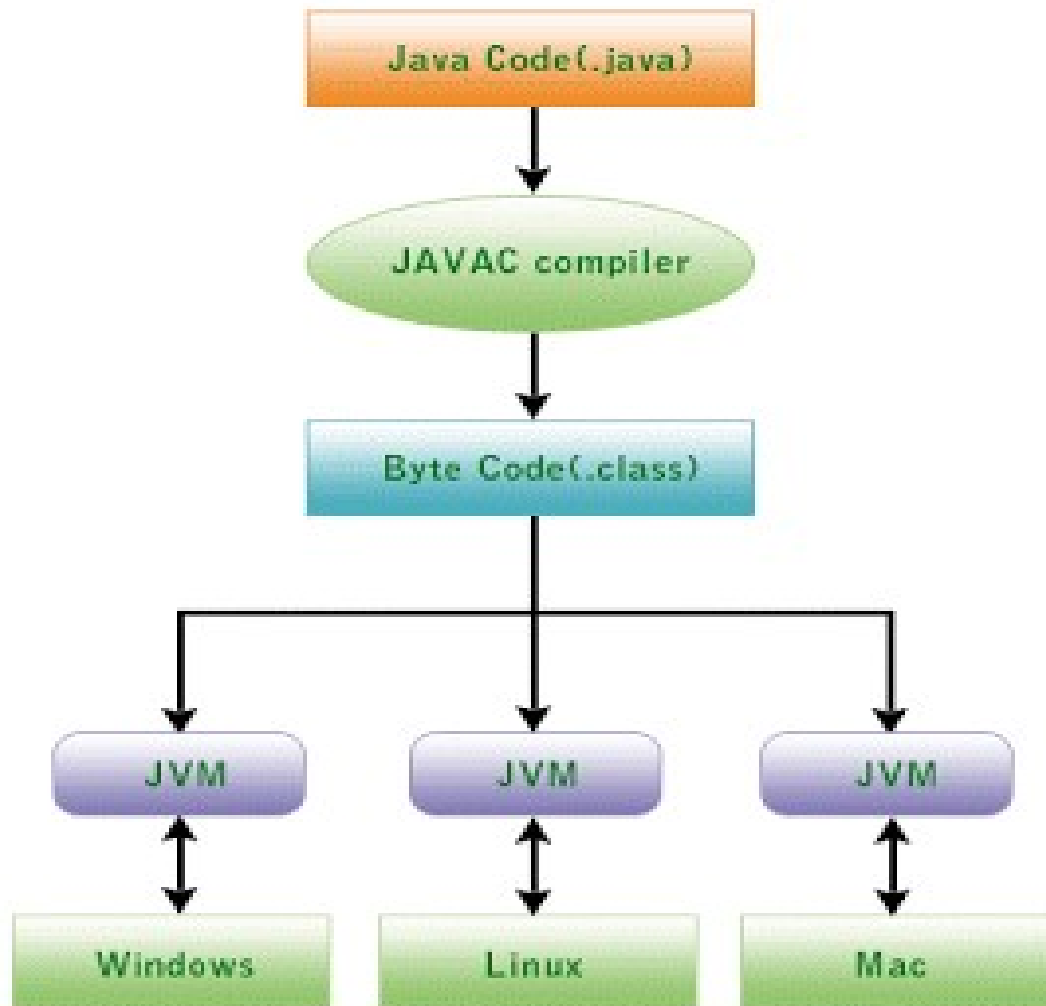 Java Code(.java)
JAVAC compiler
Byte Code(.class)
JVM
JVM
JVM
Windows
Linux
Mac